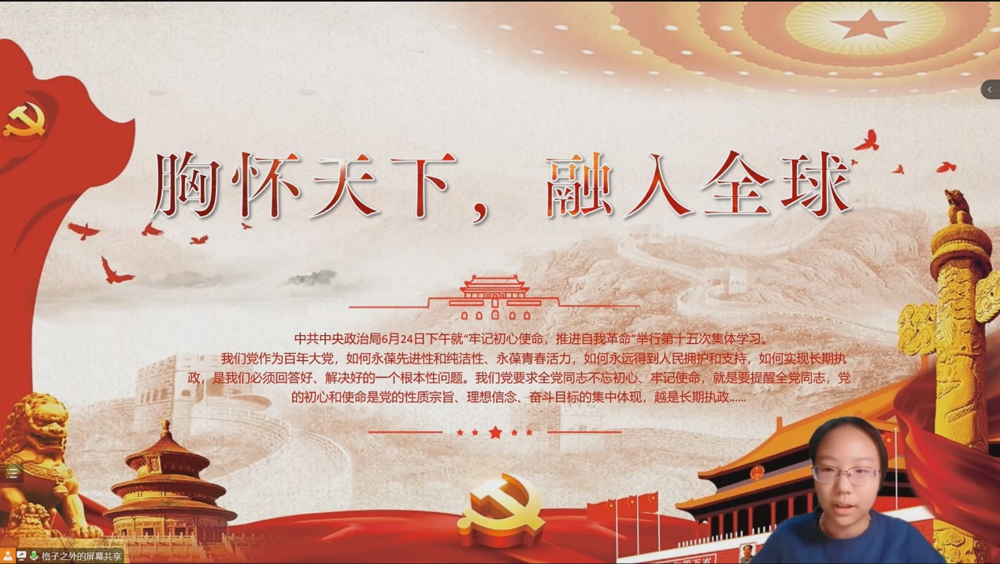 胸怀天下，融入全球
中共中央政治局6月24日下午就“牢记初心使命，推进自我革命”举行第十五次集体学习。
我们党作为百年大党，如何永葆先进性和纯洁性、永葆青春活力，如何永远得到人民拥护和支持，如何实现长期执
政，是我们必须回答好、解决好的一个根本性问题。我们党要求全党同志不忘初心、牢记使命，就是要提醒全党同志，党
的初心和使命是党的性质宗旨、理想信念、奋斗目标的集中体现，越是长期执政......
格子之外的屏幕共享